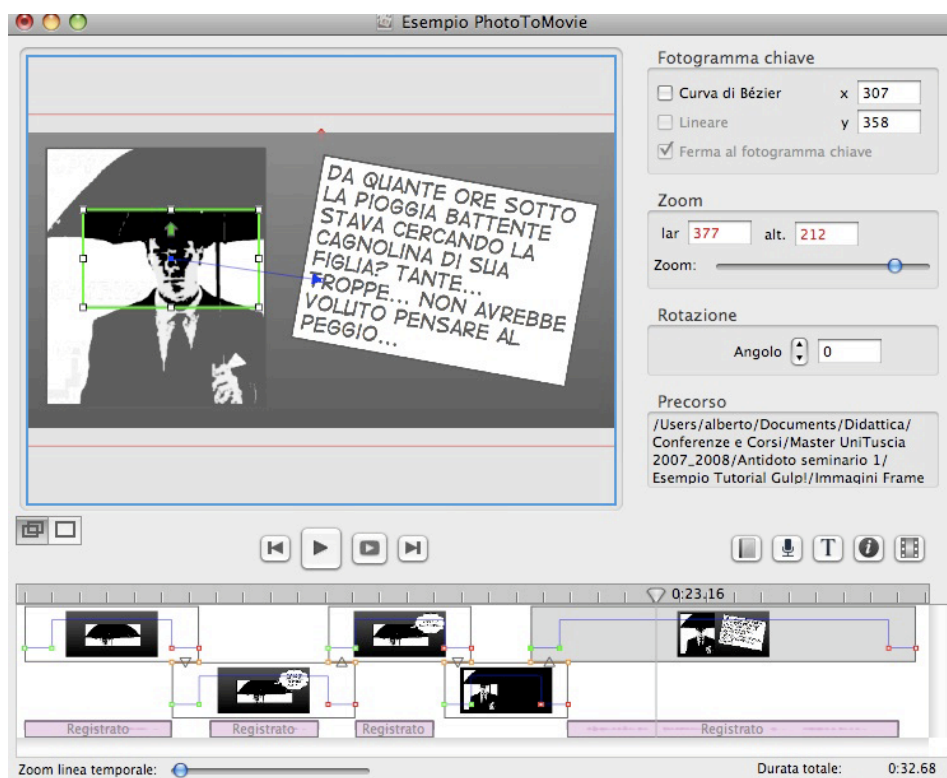 Esempio PhotoToMovie
Fotogramma chiave
Curva di Bézier x 307
Lineare y 358
Ferma al fotogramma chiave
DA QUANTE ORE SOTTO
LA PIOGGIA BATTENTE
STAVA CERCANDO LA
CAGNOLINA DI SUA
FIGLIA? TANTE...
TROPPE... NON AVREBBE
VOLUTO PENSARE AL
PEGGIO...
Zoom
lar 377 alt. 212
Zoom:
Rotazione
Angolo 0
Precorso
/Users/alberto/Documents/Didattica/
Conferenze e Corsi/Master UniTuscia
2007_2008/Antidoto seminario 1/
Esempio Tutorial Gulp!/Immagini Frame
T
0:23.16
Registrato Registrato Registrato Registrato
Zoom linea temporale: Durata totale: 0:32.68